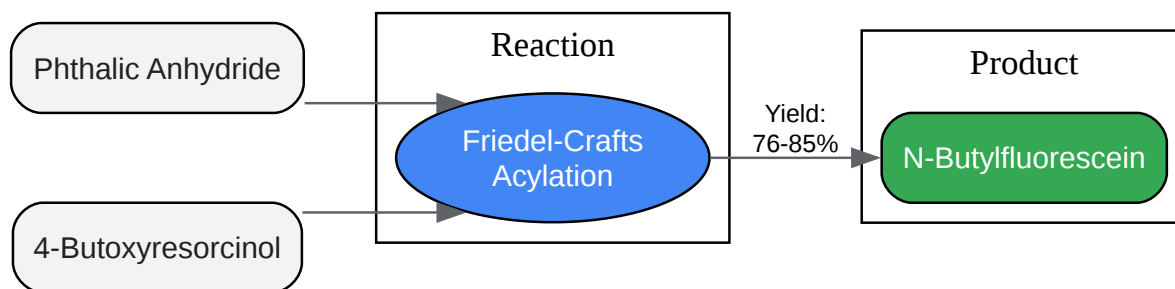 Phthalic Anhydride
4-Butoxyresorcinol
Reaction
Friedel-Crafts
Acylation
Yield:
76-85%
Product
N-Butylfluorescein